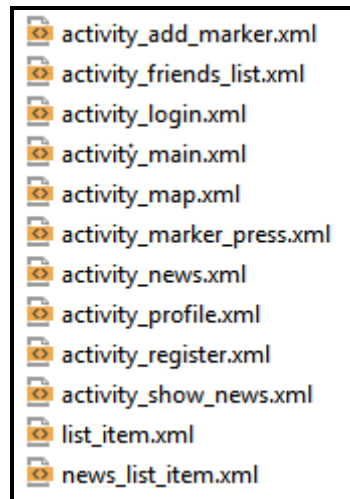 activity_add_marker.xml
activity_friends_list.xml
activity_login.xml
activity_main.xml
activity_map.xml
activity_marker_press.xml
activity_news.xml
activity_profile.xml
activity_register.xml
activity_show_news.xml
list_item.xml
news_list_item.xml